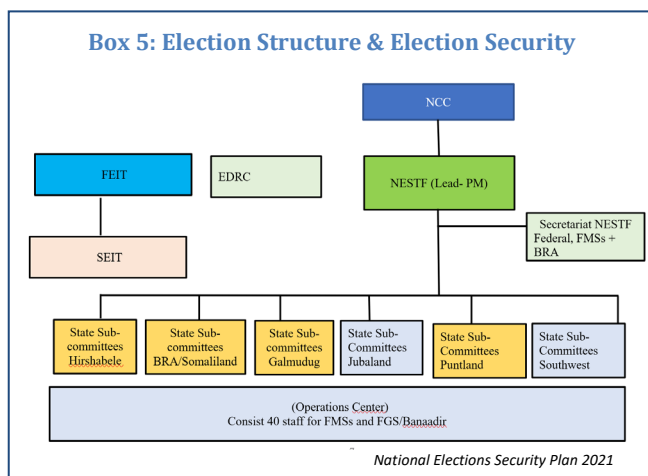 Box 5: Election Structure & Election Security
NCC
FEIT
EDRC
NESTF (Lead- PM)
Secretariat NESTF
Federal, FMSs +
BRA
SEIT
State Sub-
committees
Hirshabele
State Sub-
committees
BRA/Somaliland
State Sub-
committees
Galmudug
State Sub-
Committees
Jubaland
State Sub-
Committees
Puntland
State Sub-
Committees
Southwest
(Operations Center)
Consist 40 staff for FMSs and FGS/Banaadir
National Elections Security Plan 2021